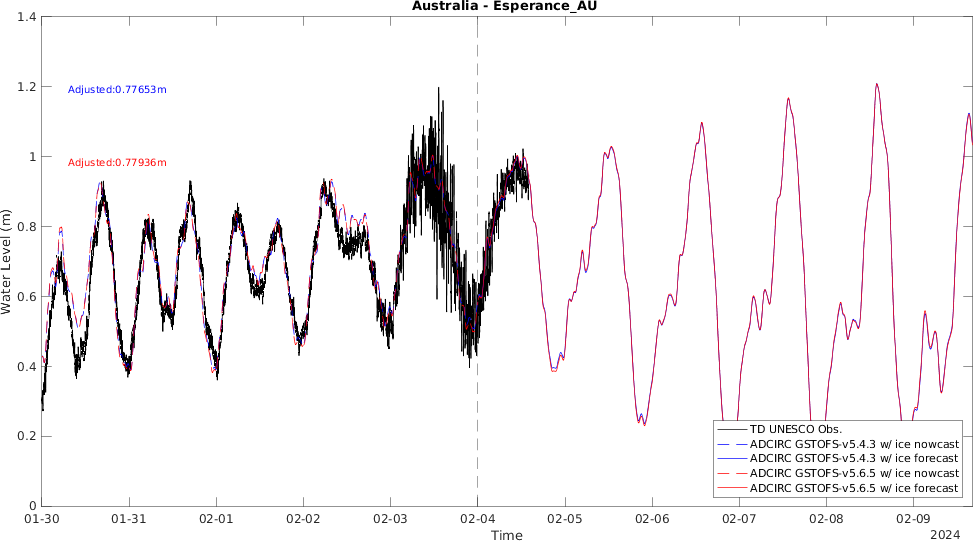 Australia - Esperance_AU
1.4
1.2
1
0.8
0.6
0.4
0.2
0
Water Level (m)
Adjusted:0.77653m
Adjusted:0.77936m
TD UNESCO Obs.
ADCIRC GSTOFS-v5.4.3 w/ ice nowcast
ADCIRC GSTOFS-v5.4.3 w/ ice forecast
ADCIRC GSTOFS-v5.6.5 w/ ice nowcast
ADCIRC GSTOFS-v5.6.5 w/ ice forecast
01-30 01-31 02-01 02-02 02-03 02-04 02-05 02-06 02-07 02-08 02-09
Time
2024